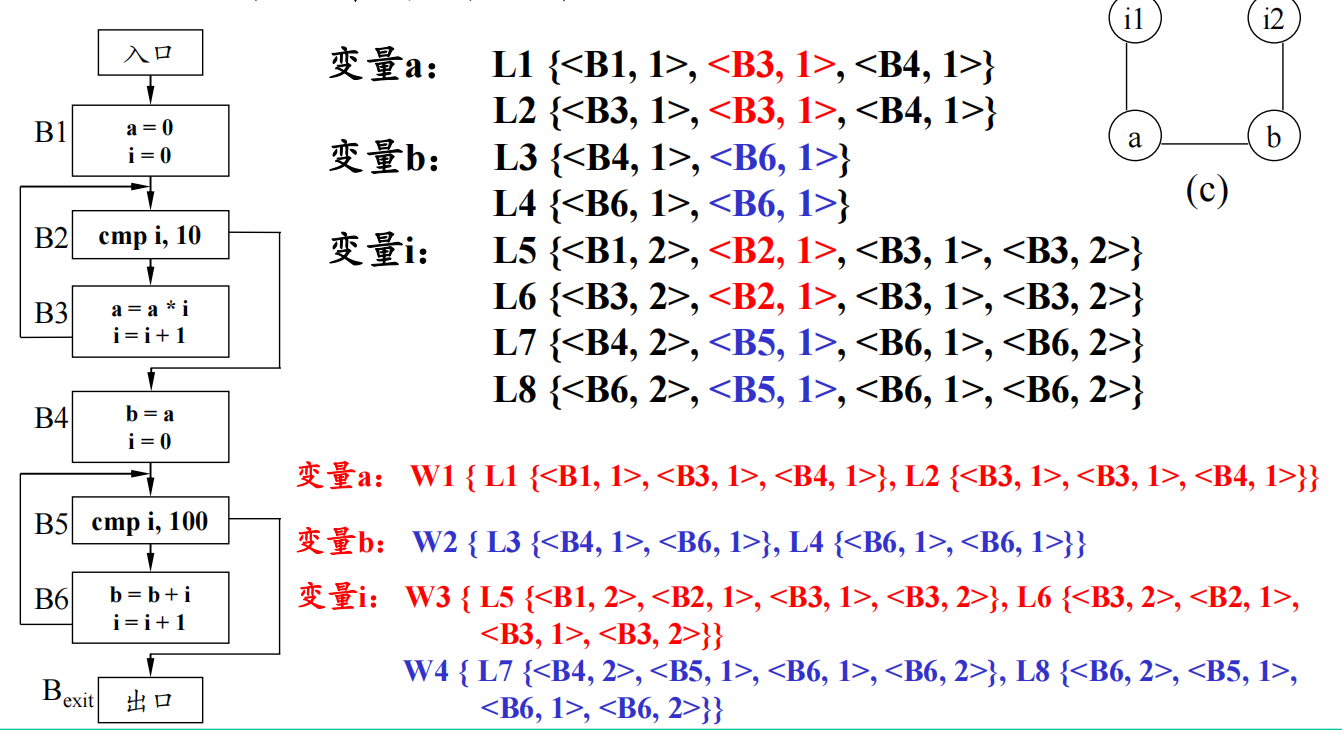 入口
B1
a = 0
i = 0
B2
cmp i, 10
B3
a = a * i
i = i + 1
B4
b = a
i = 0
B5
cmp i, 100
B6
b = b + i
i = i + 1
Bexit
出口
变量a： L1 {<B1, 1>, <B3, 1>, <B4, 1>}
L2 {<B3, 1>, <B3, 1>, <B4, 1>}
变量b： L3 {<B4, 1>, <B6, 1>}
L4 {<B6, 1>, <B6, 1>}
变量i： L5 {<B1, 2>, <B2, 1>, <B3, 1>, <B3, 2>}
L6 {<B3, 2>, <B2, 1>, <B3, 1>, <B3, 2>}
L7 {<B4, 2>, <B5, 1>, <B6, 1>, <B6, 2>}
L8 {<B6, 2>, <B5, 1>, <B6, 1>, <B6, 2>}
i1
i2
a
b
(c)
变量a： W1 { L1 {<B1, 1>, <B3, 1>, <B4, 1>}, L2 {<B3, 1>, <B3, 1>, <B4, 1>}}
变量b： W2 { L3 {<B4, 1>, <B6, 1>}, L4 {<B6, 1>, <B6, 1>}}
变量i： W3 { L5 {<B1, 2>, <B2, 1>, <B3, 1>, <B3, 2>}, L6 {<B3, 2>, <B2, 1>,
<B3, 1>, <B3, 2>}}
W4 { L7 {<B4, 2>, <B5, 1>, <B6, 1>, <B6, 2>}, L8 {<B6, 2>, <B5, 1>,
<B6, 1>, <B6, 2>}}